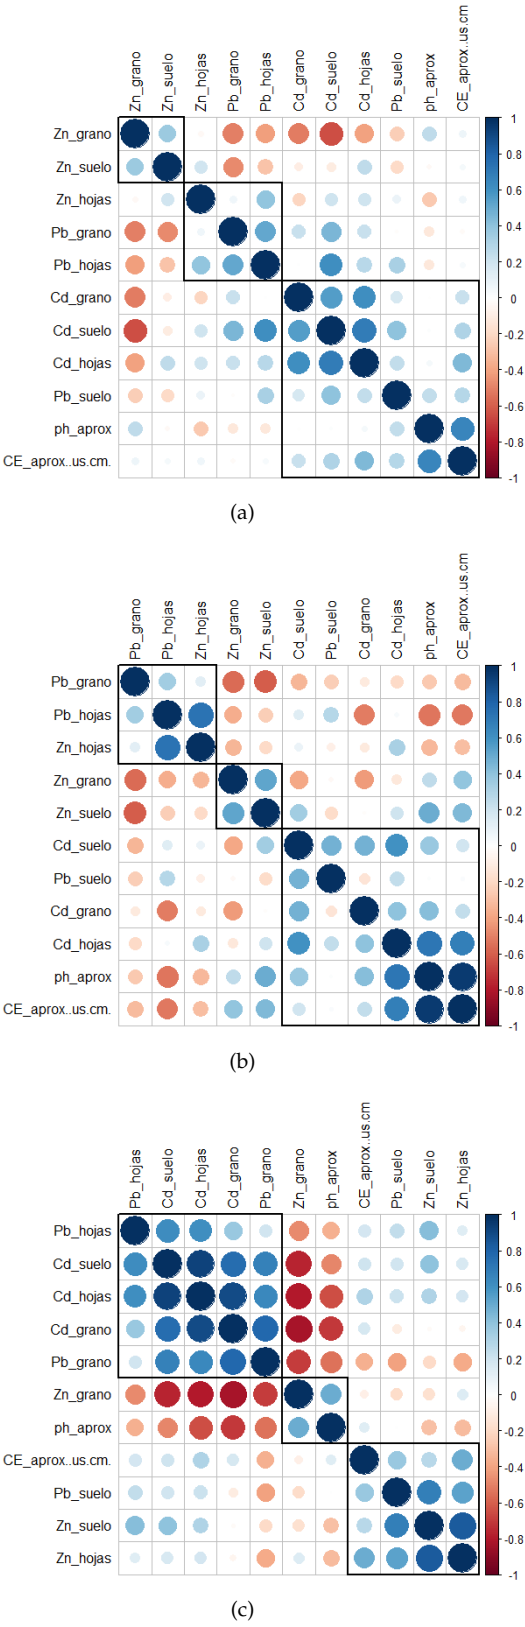 Zn_grano Zn_suelo Zn_hojas Pb_grano Pb_hojas Cd_grano Cd_suelo Cd_hojas Pb_suelo ph_aprox CE_aprox..us.cm
Zn_grano
Zn_suelo
Zn_hojas
Pb_grano
Pb_hojas
Cd_grano
Cd_suelo
Cd_hojas
Pb_suelo
ph_aprox
CE_aprox..us.cm.
1
0.8
0.6
0.4
0.2
0
-0.2
-0.4
-0.6
-0.8
-1
(a)
Pb_grano Pb_hojas Zn_hojas Zn_grano Zn_suelo Cd_suelo Pb_suelo Cd_grano Cd_hojas ph_aprox CE_aprox..us.cm
Pb_grano
Pb_hojas
Zn_hojas
Zn_grano
Zn_suelo
Cd_suelo
Pb_suelo
Cd_grano
Cd_hojas
ph_aprox
CE_aprox..us.cm.
1
0.8
0.6
0.4
0.2
0
-0.2
-0.4
-0.6
-0.8
-1
(b)
Pb_hojas Cd_suelo Cd_hojas Cd_grano Pb_grano Zn_grano ph_aprox CE_aprox..us.cm Pb_suelo Zn_suelo Zn_hojas
Pb_hojas
Cd_suelo
Cd_hojas
Cd_grano
Pb_grano
Zn_grano
ph_aprox
CE_aprox..us.cm.
Pb_suelo
Zn_suelo
Zn_hojas
1
0.8
0.6
0.4
0.2
0
-0.2
-0.4
-0.6
-0.8
-1
(c)